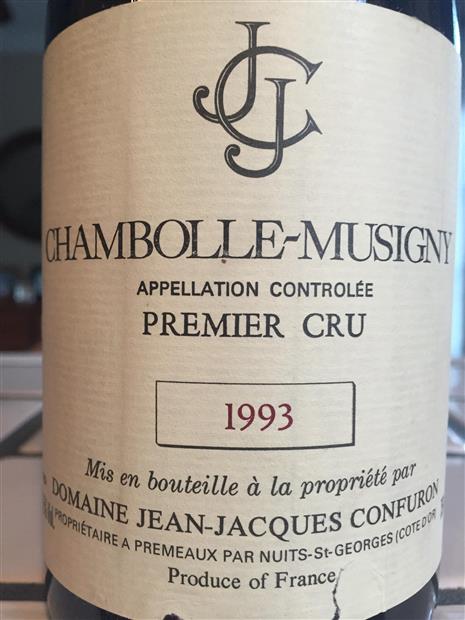 JJC
CHAMBOLLE-MUSIGNY
APPELLATION CONTROLÉE
PREMIER CRU
1993
Mis en bouteille à la propriété par
DOMAINE JEAN-JACQUES CONFURON
PROPRIÉTAIRE A PREMEAUX PAR NUITS-St-GEORGES (COTE D'OR
Produce of France